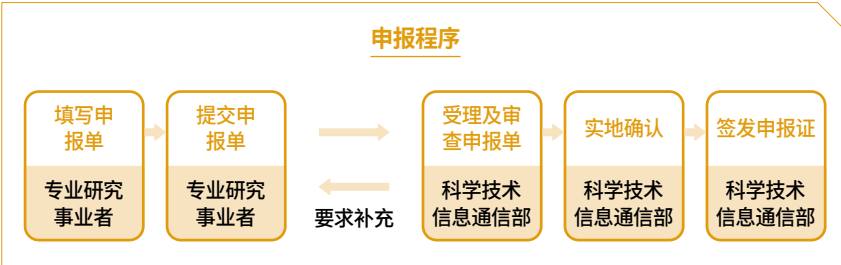 申报程序
填写申
报单
专业研究
事业者
提交申
报单
专业研究
事业者
要求补充
受理及审
查申报单
科学技术
信息通信部
实地确认
科学技术
信息通信部
签发申报证
科学技术
信息通信部